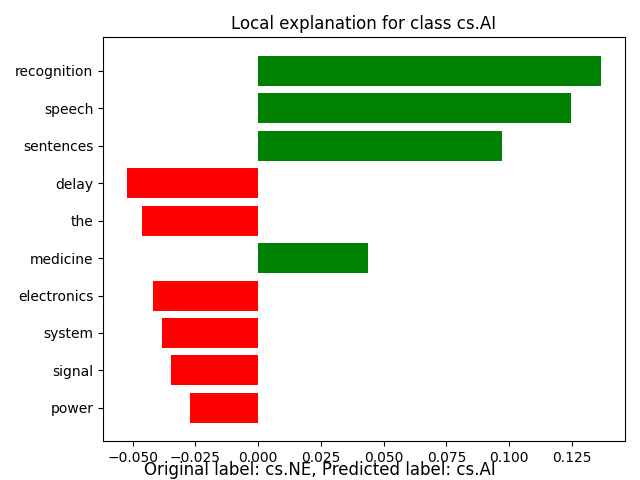 Local explanation for class cs.AI
recognition
speech
sentences
delay
the
medicine
electronics
system
signal
power
−0.050 −0.025 0.000 0.025 0.050 0.075 0.100 0.125
Original label: cs.NE, Predicted label: cs.AI